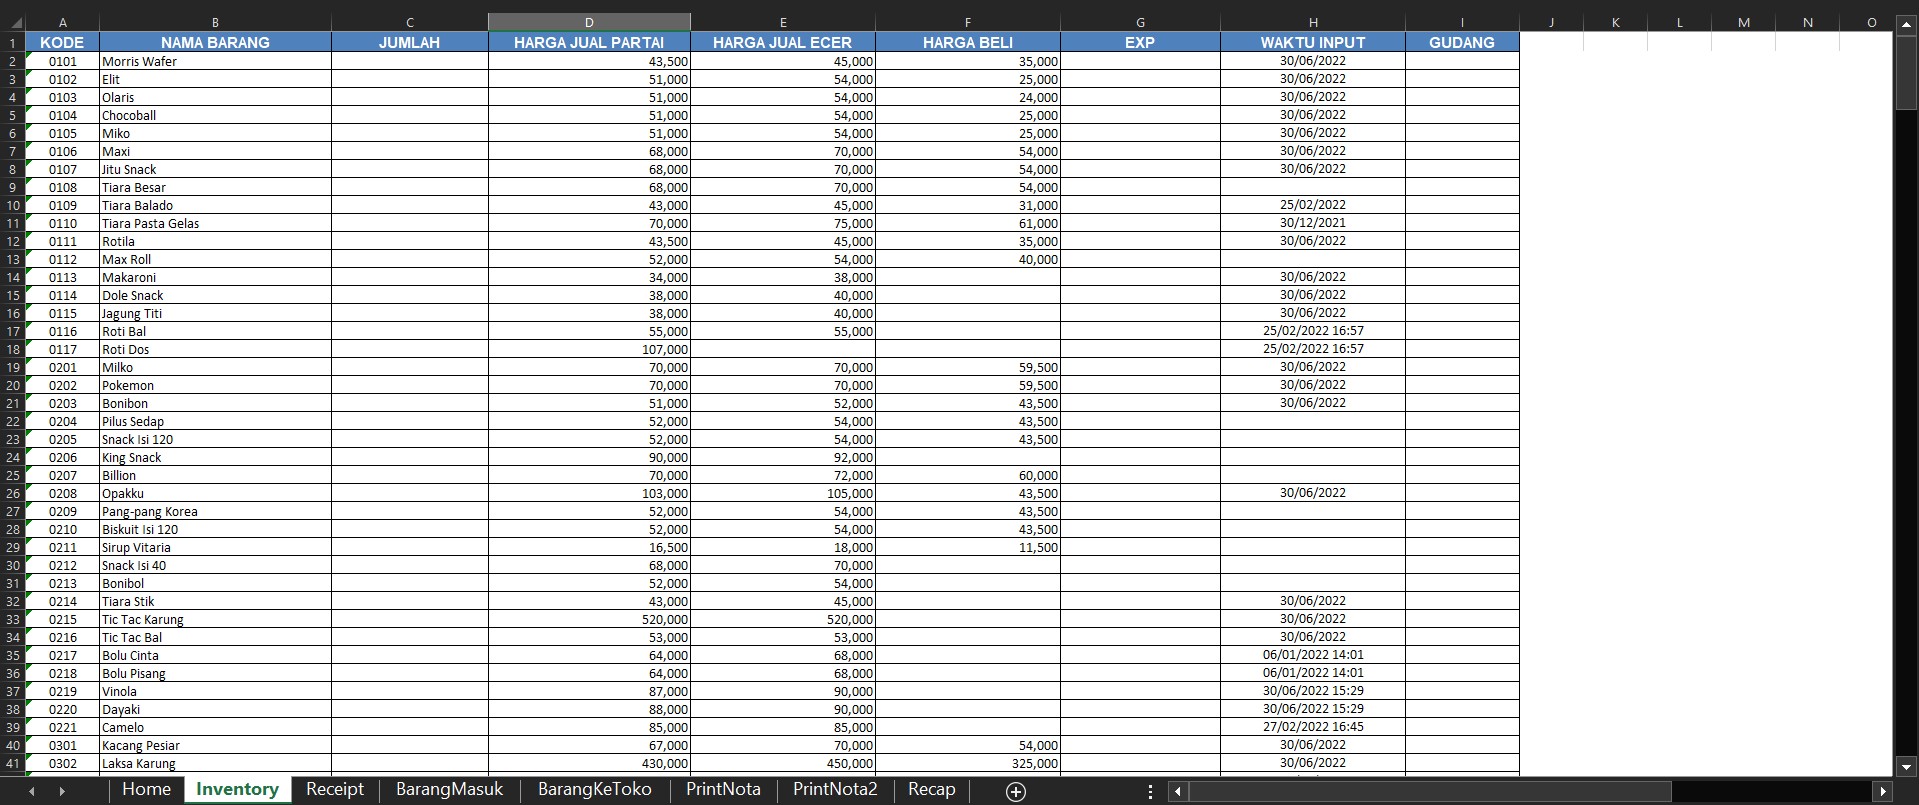 A B C D E F G H I J K L M N O
1 KODE NAMA BARANG JUMLAH HARGA JUAL PARTAI HARGA JUAL ECER HARGA BELI EXP WAKTU INPUT GUDANG
2 0101 Morris Wafer 43,500 45,000 35,000 30/06/2022
3 0102 Elit 51,000 54,000 25,000 30/06/2022
4 0103 Olaris 51,000 54,000 24,000 30/06/2022
5 0104 Chocoball 51,000 54,000 25,000 30/06/2022
6 0105 Miko 51,000 54,000 25,000 30/06/2022
7 0106 Maxi 68,000 70,000 54,000 30/06/2022
8 0107 Jitu Snack 68,000 70,000 54,000 30/06/2022
9 0108 Tiara Besar 68,000 70,000 54,000
10 0109 Tiara Balado 43,000 45,000 31,000 25/02/2022
11 0110 Tiara Pasta Gelas 70,000 75,000 61,000 30/12/2021
12 0111 Rotila 43,500 45,000 35,000 30/06/2022
13 0112 Max Roll 52,000 54,000 40,000
14 0113 Makaroni 34,000 38,000 30/06/2022
15 0114 Dole Snack 38,000 40,000 30/06/2022
16 0115 Jagung Titi 38,000 40,000 30/06/2022
17 0116 Roti Bal 55,000 55,000 25/02/2022 16:57
18 0117 Roti Dos 107,000 25/02/2022 16:57
19 0201 Milko 70,000 70,000 59,500 30/06/2022
20 0202 Pokemon 70,000 70,000 59,500 30/06/2022
21 0203 Bonibon 51,000 52,000 43,500 30/06/2022
22 0204 Pilus Sedap 52,000 54,000 43,500
23 0205 Snack Isi 120 52,000 54,000 43,500
24 0206 King Snack 90,000 92,000
25 0207 Billion 70,000 72,000 60,000
26 0208 Opakku 103,000 105,000 43,500 30/06/2022
27 0209 Pang-pang Korea 52,000 54,000 43,500
28 0210 Biskuit Isi 120 52,000 54,000 43,500
29 0211 Sirup Vitaria 16,500 18,000 11,500
30 0212 Snack Isi 40 68,000 70,000
31 0213 Bonibol 52,000 54,000
32 0214 Tiara Stik 43,000 45,000 30/06/2022
33 0215 Tic Tac Karung 520,000 520,000 30/06/2022
34 0216 Tic Tac Bal 53,000 53,000 30/06/2022
35 0217 Bolu Cinta 64,000 68,000 06/01/2022 14:01
36 0218 Bolu Pisang 64,000 68,000 06/01/2022 14:01
37 0219 Vinola 87,000 90,000 30/06/2022 15:29
38 0220 Dayaki 88,000 90,000 30/06/2022 15:29
39 0221 Camelo 85,000 85,000 27/02/2022 16:45
40 0301 Kacang Pesiar 67,000 70,000 54,000 30/06/2022
41 0302 Laksa Karung 430,000 450,000 325,000 30/06/2022
Home Inventory Receipt BarangMasuk BarangKeToko PrintNota PrintNota2 Recap